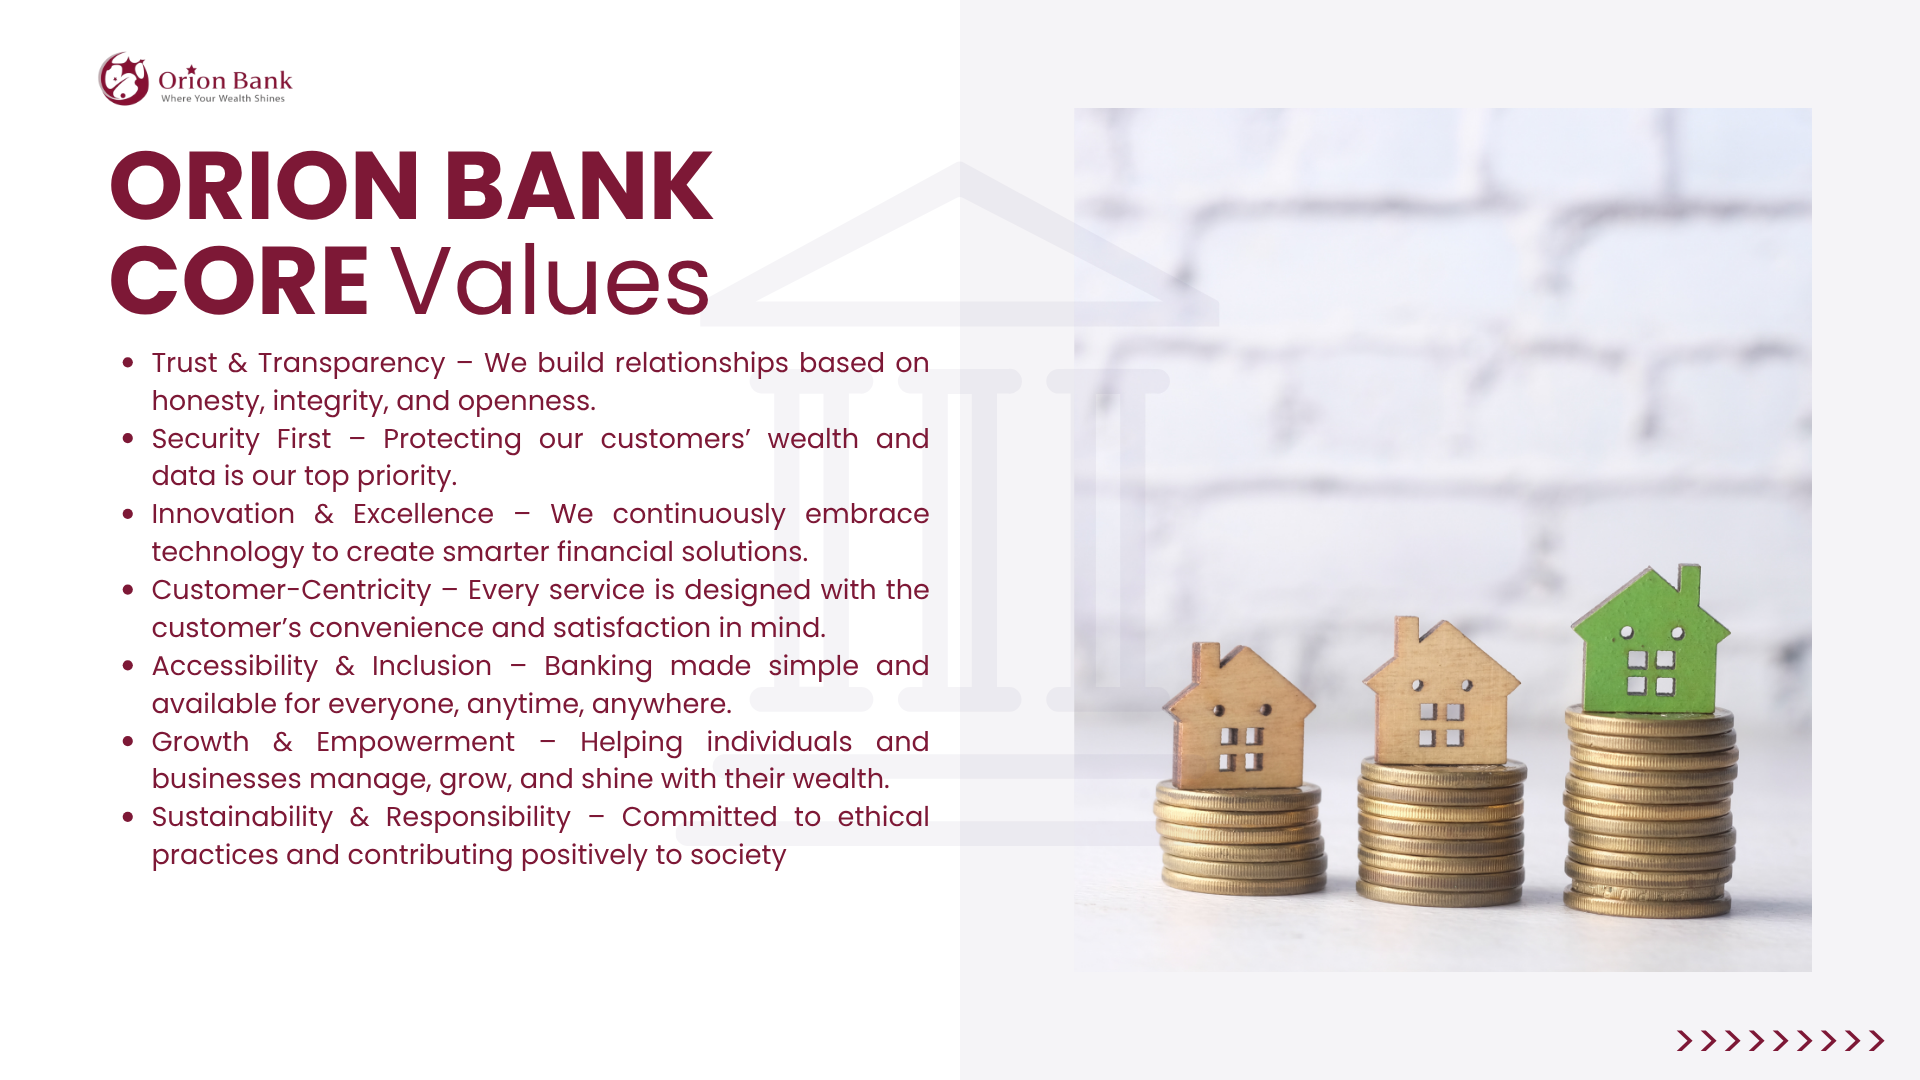 Orion Bank
Where Your Wealth Shines
ORION BANK
CORE Values
• Trust & Transparency – We build relationships based on
honesty, integrity, and openness.
• Security First – Protecting our customers’ wealth and
data is our top priority.
• Innovation & Excellence – We continuously embrace
technology to create smarter financial solutions.
• Customer-Centricity – Every service is designed with the
customer’s convenience and satisfaction in mind.
• Accessibility & Inclusion – Banking made simple and
available for everyone, anytime, anywhere.
• Growth & Empowerment – Helping individuals and
businesses manage, grow, and shine with their wealth.
• Sustainability & Responsibility – Committed to ethical
practices and contributing positively to society